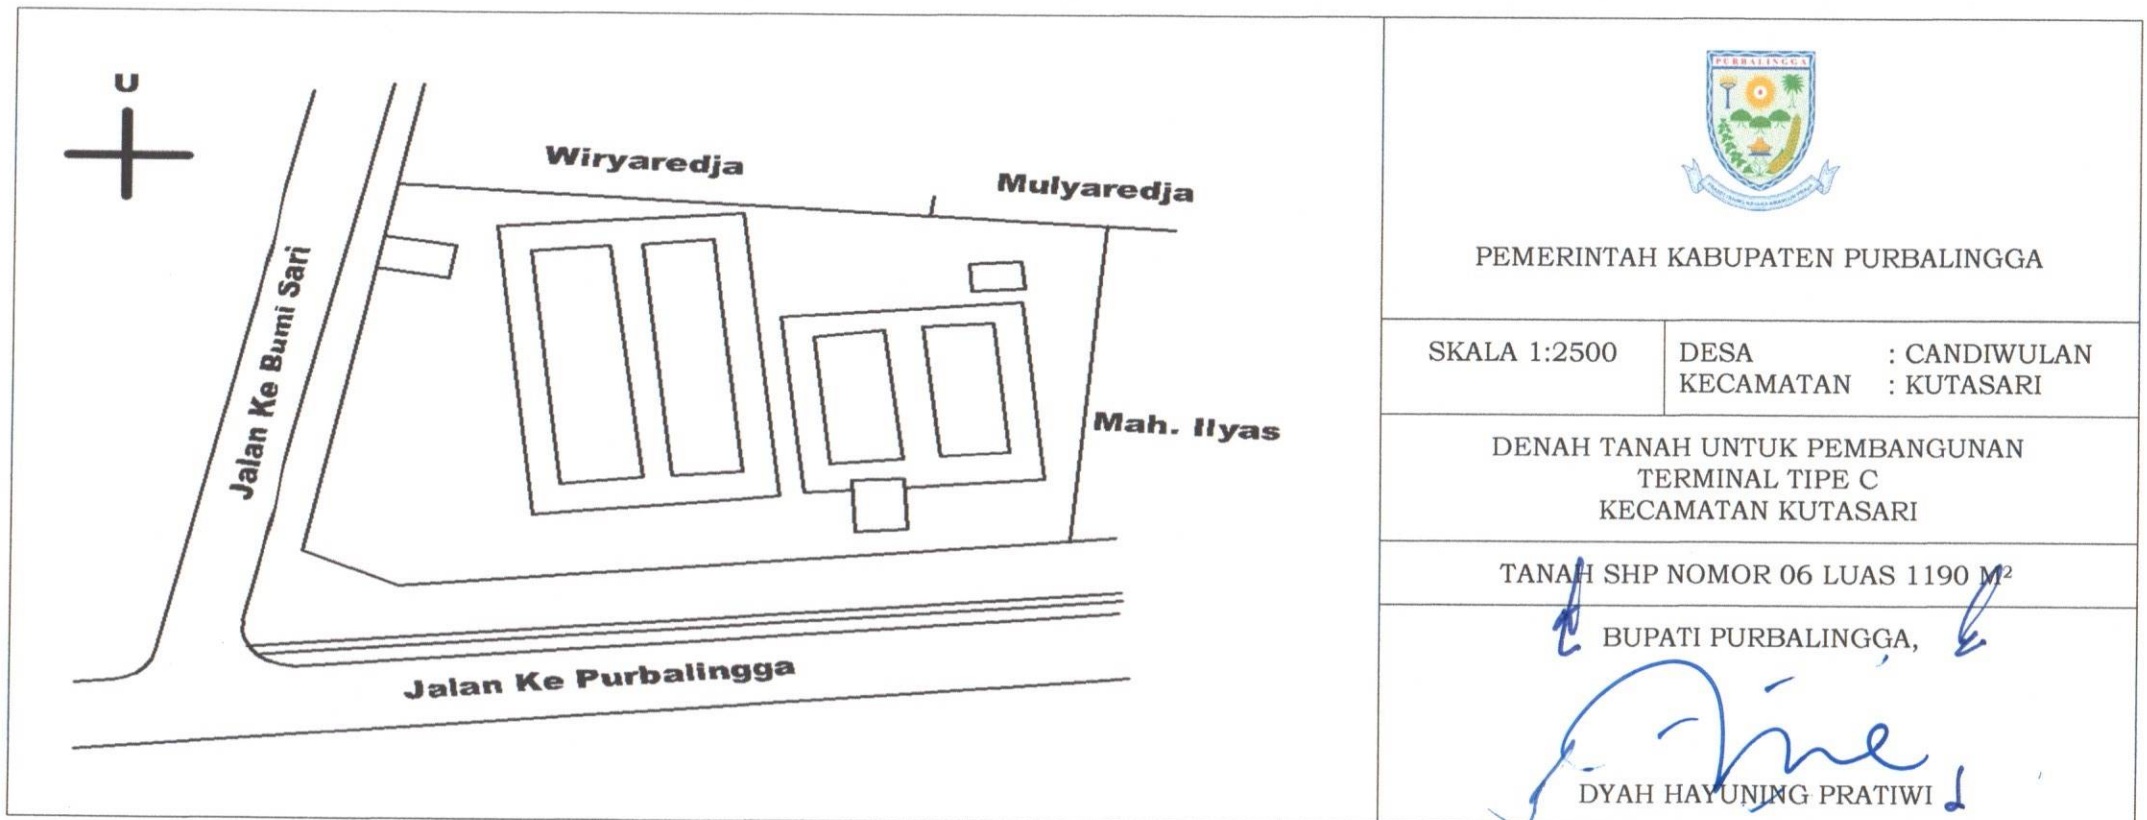 U
Wiryaredja
Mulyaredja
Jalan Ke Bumi Sari
Mah. Ilyas
Jalan Ke Purbalingga
PURBALINGGA
PEMERINTAH KABUPATEN PURBALINGGA
SKALA 1:2500
DESA : CANDIWULAN
KECAMATAN : KUTASARI
DENAH TANAH UNTUK PEMBANGUNAN
TERMINAL TIPE C
KECAMATAN KUTASARI
TANAH SHP NOMOR 06 LUAS 1190 M²
BUPATI PURBALINGGA,
DYAH HAYUNING PRATIWI